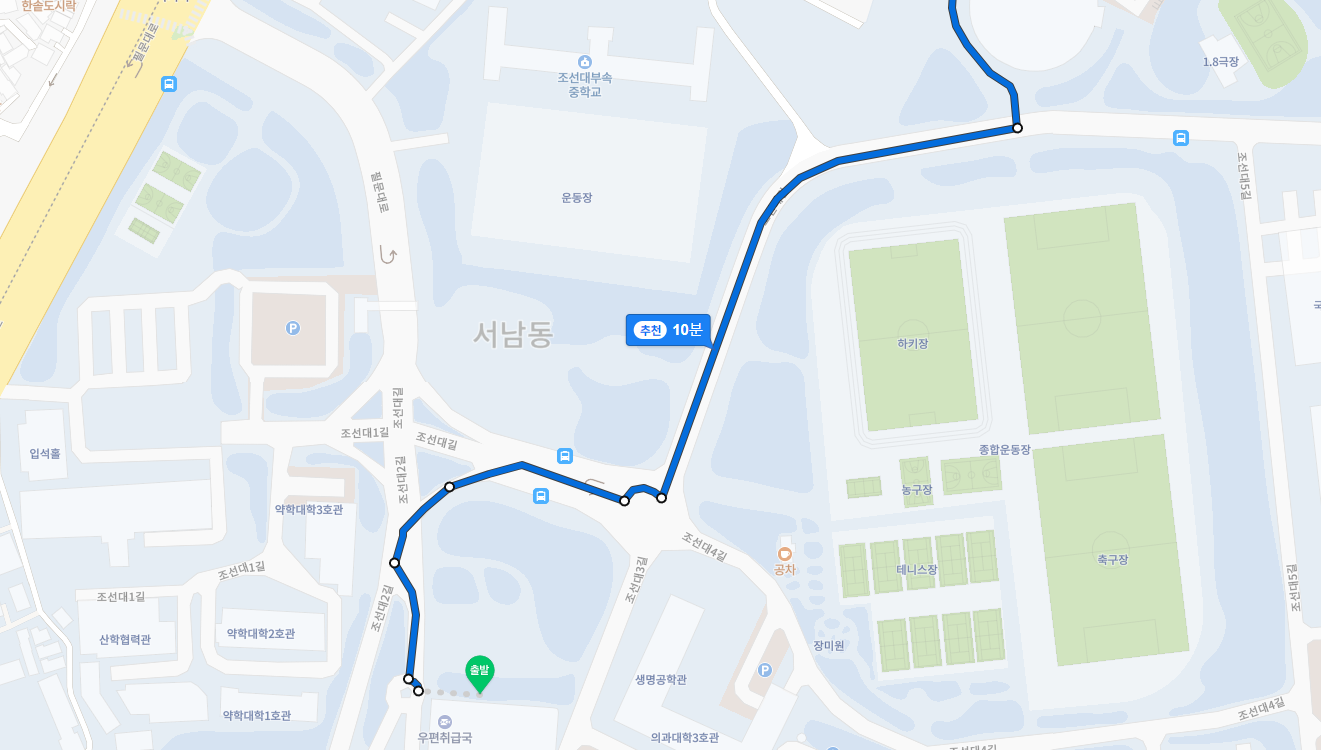 한솥도시락
필문대로
조선대부속
중학교
1.8극장
조선대5길
필문대로
운동장
추천 10분
서남동
P
하키장
조선대길
조선대1길
조선대길
종합운동장
입석홀
조선대2길
농구장
약학대학3호관
조선대4길
공차
테니스장
축구장
조선대1길
조선대3길
조선대5길
조선대1길
조선대2길
약학대학2호관
산학협력관
장미원
출발
P
생명공학관
약학대학1호관
조선대4길
우편취급국
의과대학3호관
조선대4길